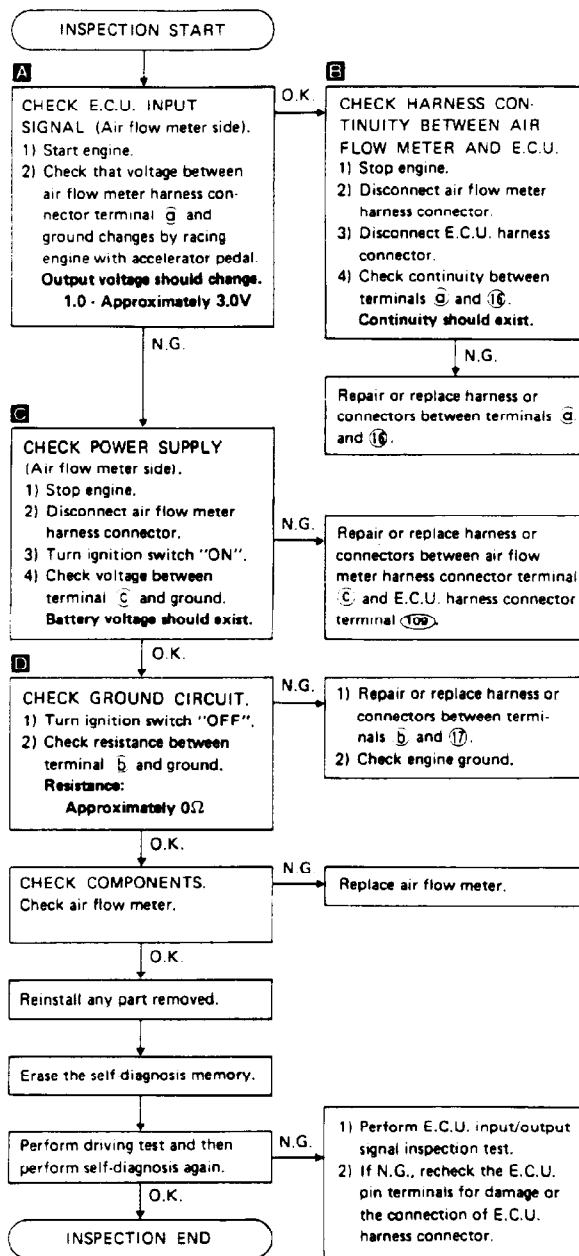 INSPECTION START
A
CHECK E.C.U. INPUT
SIGNAL (Air flow meter side).
1) Start engine.
2) Check that voltage between
air flow meter harness con-
nector terminal ⓐ and
ground changes by racing
engine with accelerator pedal.
Output voltage should change.
1.0 - Approximately 3.0V
O.K.
B
CHECK HARNESS CON-
TINUITY BETWEEN AIR
FLOW METER AND E.C.U.
1) Stop engine.
2) Disconnect air flow meter
harness connector.
3) Disconnect E.C.U. harness
connector.
4) Check continuity between
terminals ⓐ and ⑯.
Continuity should exist.
N.G.
Repair or replace harness or
connectors between terminals ⓐ
and ⑯.
N.G.
C
CHECK POWER SUPPLY
(Air flow meter side).
1) Stop engine.
2) Disconnect air flow meter
harness connector.
3) Turn ignition switch "ON".
4) Check voltage between
terminal ⓒ and ground.
Battery voltage should exist.
N.G.
Repair or replace harness or
connectors between air flow
meter harness connector terminal
ⓒ and E.C.U. harness connector
terminal (109).
O.K.
D
CHECK GROUND CIRCUIT.
1) Turn ignition switch "OFF".
2) Check resistance between
terminal ⓑ and ground.
Resistance:
Approximately 0Ω
N.G.
1) Repair or replace harness or
connectors between termi-
nals ⓑ and ⑰.
2) Check engine ground.
O.K.
CHECK COMPONENTS.
Check air flow meter.
N.G
Replace air flow meter.
O.K.
Reinstall any part removed.
Erase the self-diagnosis memory.
Perform driving test and then
perform self-diagnosis again.
N.G.
1) Perform E.C.U. input/output
signal inspection test.
2) If N.G., recheck the E.C.U.
pin terminals for damage or
the connection of E.C.U.
harness connector.
O.K.
INSPECTION END